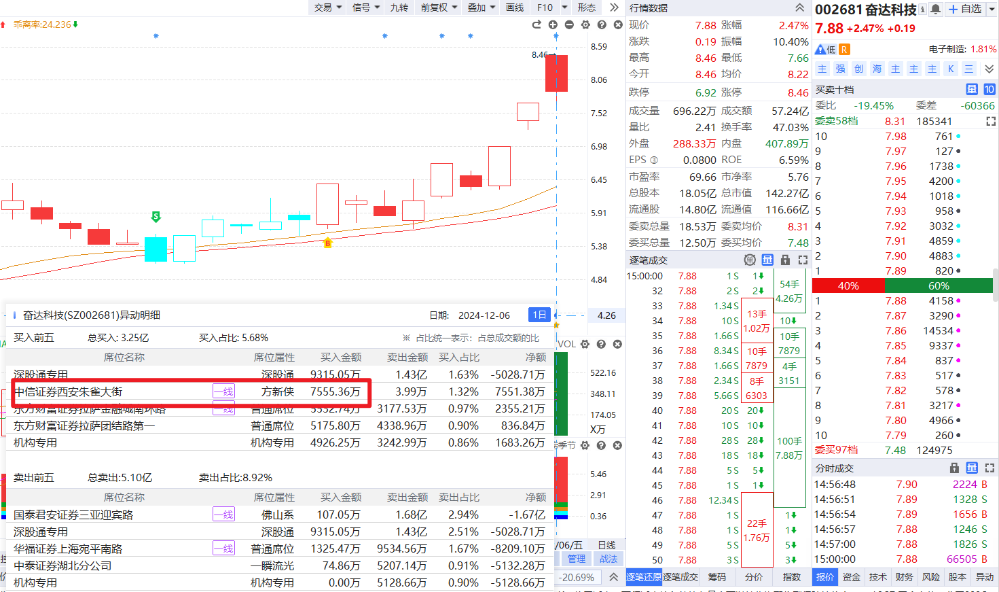 交易 信号 九转 前复权 叠加 画线 F10 形态
乖离率:24.236
8.46
8.59
8.06
7.52
6.98
6.45
5.91
5.38
4.84
4.26
S
B
奋达科技(SZ002681)异动明细 日期: 2024-12-06 1日
买入前五 总买入: 3.25亿 买入占比: 5.68% ※ 占比统一表示: 占总成交额的比
席位名称 席位属性 买入金额 卖出金额 买入占比 净额
深股通专用 深股通 9315.05万 1.43亿 1.63% -5028.71万
中信证券西安朱雀大街 一线 方新侠 7555.36万 3.99万 1.32% 7551.38万
东方财富证券拉萨金融城南环路 一线 普通席位 5532.74万 3177.53万 0.97% 2355.21万
东方财富证券拉萨团结路第一 普通席位 5175.80万 4338.96万 0.90% 836.84万
机构专用 机构专用 4926.25万 3242.99万 0.86% 1683.26万
卖出前五 总卖出:5.10亿 卖出占比:8.92%
席位名称 席位属性 买入金额 卖出金额 卖出占比 净额
国泰君安证券三亚迎宾路 一线 佛山系 107.05万 1.68亿 2.94% -1.67亿
深股通专用 深股通 9315.05万 1.43亿 2.51% -5028.71万
华福证券上海宛平南路 一线 普通席位 1325.47万 9534.56万 1.67% -8209.10万
中泰证券湖北分公司 一瞬流光 74.86万 5207.14万 0.91% -5132.28万
机构专用 机构专用 0.00万 5128.66万 0.90% -5128.66万
VOL
522.16
348.11
174.05
X万
季节
5.46
2.91
0.36
/06/五 日线
管理 战法
-20.69%
行情数据
现价 7.88 涨幅 2.47%
涨跌 0.19 振幅 10.40%
最高 8.46 最低 7.66
今开 8.46 均价 8.22
跌停 6.92 涨停 8.46
成交量 696.22万 成交额 57.24亿
量比 2.41 换手率 47.03%
外盘 288.33万 内盘 407.89万
EPS ③ 0.0800 ROE 6.59%
市盈率 69.66 市净率 5.76
总股本 18.05亿 总市值 142.27亿
流通股 14.80亿 流通值 116.66亿
委卖总量 18.53万 委卖均价 8.31
委买总量 12.50万 委买均价 7.48
逐笔成交 单 量
15:00:00 7.88 1 S 1
32 7.88 2 S 2
33 7.88 1.34 S
34 7.88 10 S
35 7.88 1.66 S
36 7.88 8.34 S
37 7.88 1.66 S
38 7.88 2.34 S
39 7.88 5.66 S
40 7.88 20 S 20
41 7.88 10 S 10
42 7.88 28 S 28
43 7.88 18 S 18
44 7.88 5 S 5
45 7.88 1 S 1
46 7.88 12.34 S
47 7.88 1 S
48 7.88 1 S
49 7.88 5 S
50 7.88 3 S
13手
1.02万
10手
7879
8手
6303
22手
1.76万
54手
4.26万
10
10手
7879
4手
3151
100手
7.88万
1
1
5
3
逐笔还原 逐笔成交 筹码 分价 指数
002681 奋达科技 自选
7.88 +2.47% +0.19
低 R 电子制造: 1.81%
主 强 创 海 主 主 主 K 三
买卖十档 量 10
委比 -19.45% 委差 -60366
委卖58档 8.31 185341
10 7.98 761
9 7.97 127
8 7.96 1738
7 7.95 4200
6 7.94 1018
5 7.93 958
4 7.92 3032
3 7.91 4859
2 7.90 4883
1 7.89 820
40% 60%
1 7.88 4158
2 7.87 3290
3 7.86 14534
4 7.85 9337
5 7.84 837
6 7.83 517
7 7.82 578
8 7.81 3217
9 7.80 4966
10 7.79 260
委买97档 7.48 124975
分时成交 量
14:56:48 7.90 2224 B
14:56:51 7.89 1328 S
14:56:54 7.89 1656 B
14:56:57 7.88 1246 S
14:57:00 7.88 1826 S
15:00:00 7.88 66505 B
报价 资金 技术 财务 风险 股本 异动